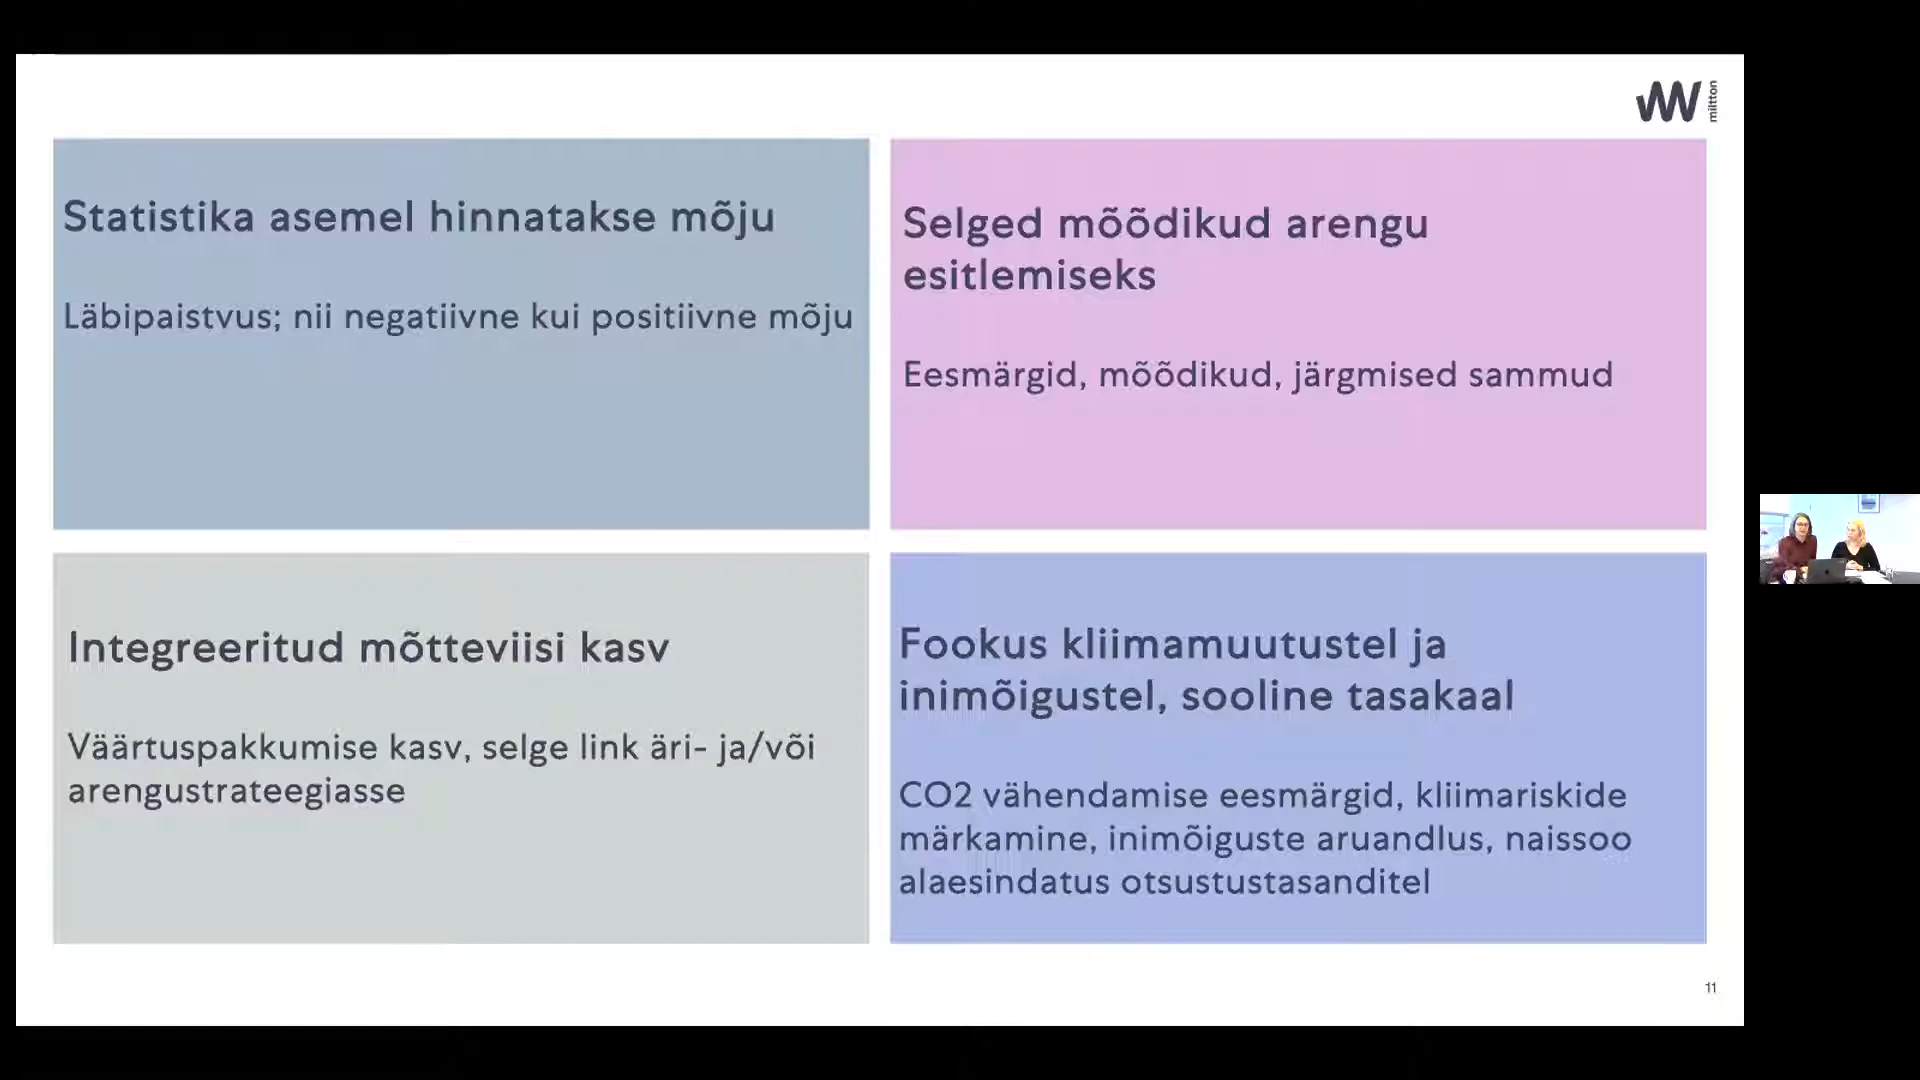 miltton
Statistika asemel hinnatakse mõju
Läbipaistvus; nii negatiivne kui positiivne mõju
Selged mõõdikud arengu
esitlemiseks
Eesmärgid, mõõdikud, järgmised sammud
Integreeritud mõtteviisi kasv
Väärtuspakkumise kasv, selge link äri- ja/või
arengustrateegiasse
Fookus kliimamuutustel ja
inimõigustel, sooline tasakaal
CO2 vähendamise eesmärgid, kliimariskide
märkamine, inimõiguste aruandlus, naissoo
alaesindatus otsustustasanditel
11